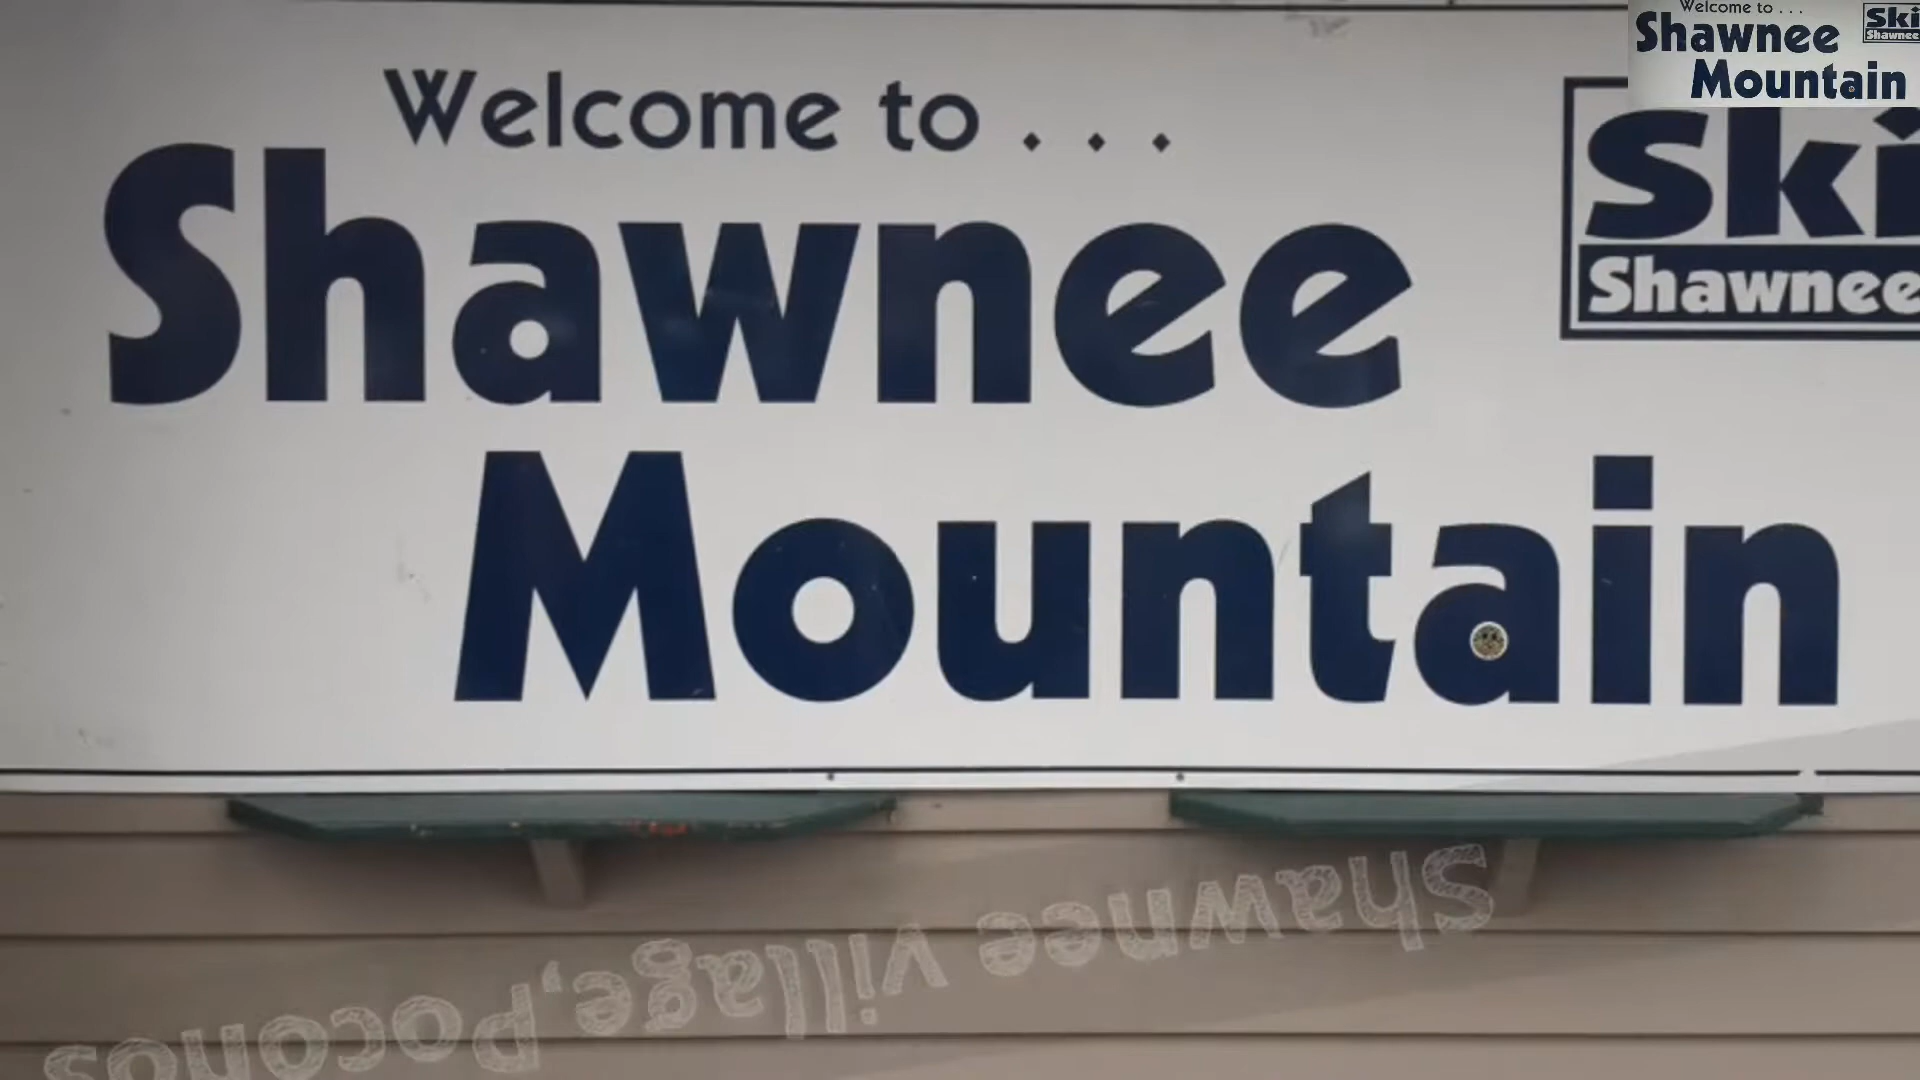 Welcome to . . .
Shawnee
Mountain
Ski
Shawnee
Welcome to . . .
Shawnee
Mountain
Ski
Shawnee
Shawnee village, Poconos